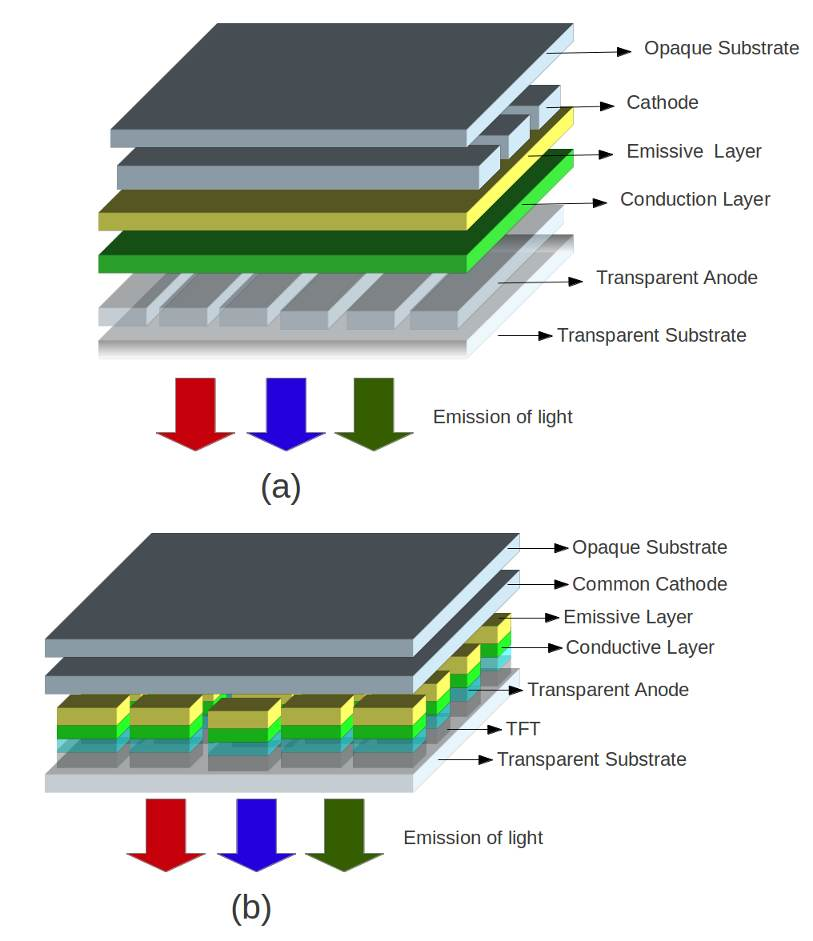 Opaque Substrate
Cathode
Emissive Layer
Conduction Layer
Transparent Anode
Transparent Substrate
Emission of light
(a)
Opaque Substrate
Common Cathode
Emissive Layer
Conductive Layer
Transparent Anode
TFT
Transparent Substrate
Emission of light
(b)